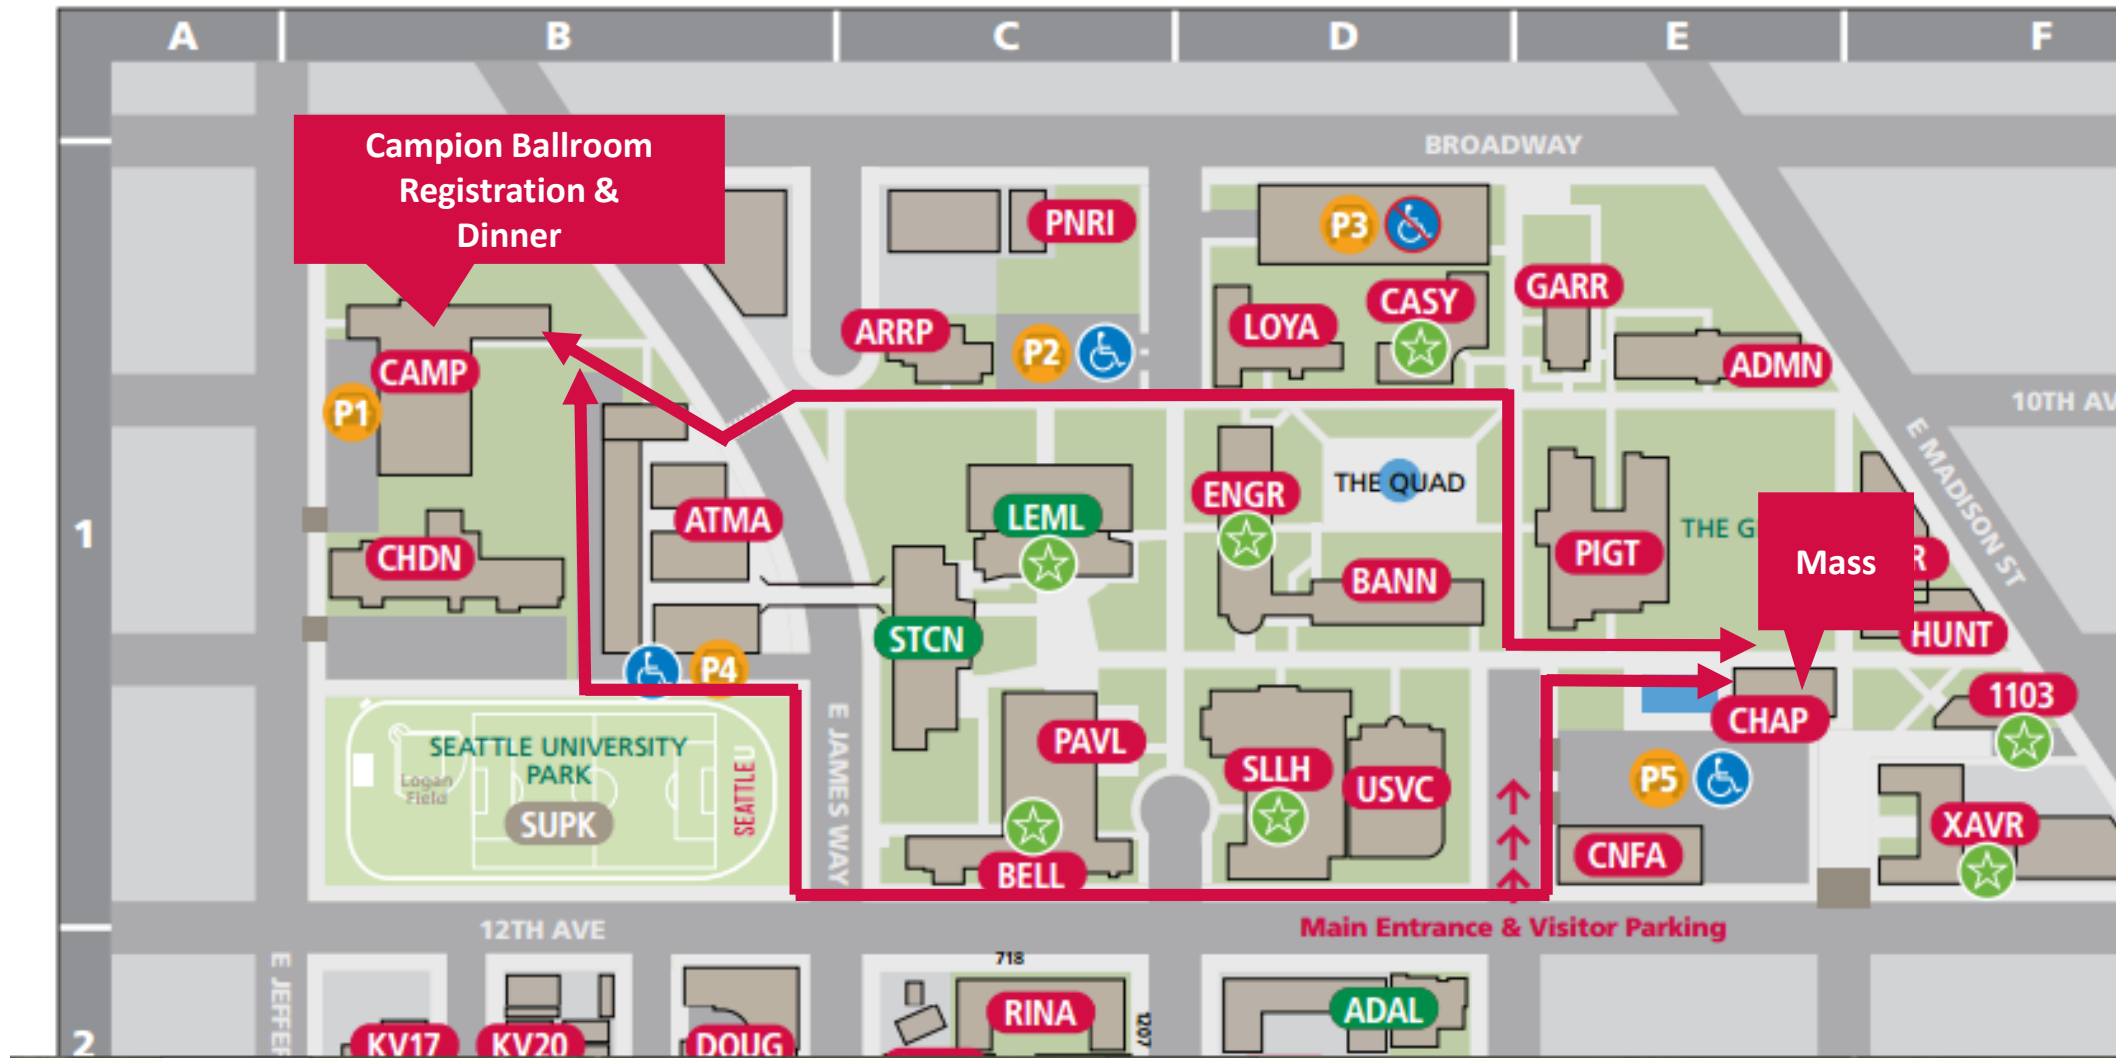 A
B
C
D
E
F
BROADWAY
Campion Ballroom
Registration &
Dinner
PNRI
P3
GARR
CASY
LOYA
ARRP
P2
ADMN
CAMP
P1
10TH AV
E MADISON ST
THE QUAD
ENGR
LEML
ATMA
1
THE G
Mass
R
PIGT
CHDN
BANN
STCN
HUNT
P4
1103
CHAP
E JAMES WAY
PAVL
SEATTLE UNIVERSITY
PARK
Logan
Field
SEATTLE U
SUPK
SLLH
USVC
P5
XAVR
CNFA
BELL
12TH AVE
Main Entrance & Visitor Parking
718
E JEFFER
RINA
1207
ADAL
2
KV17
KV20
DOUG